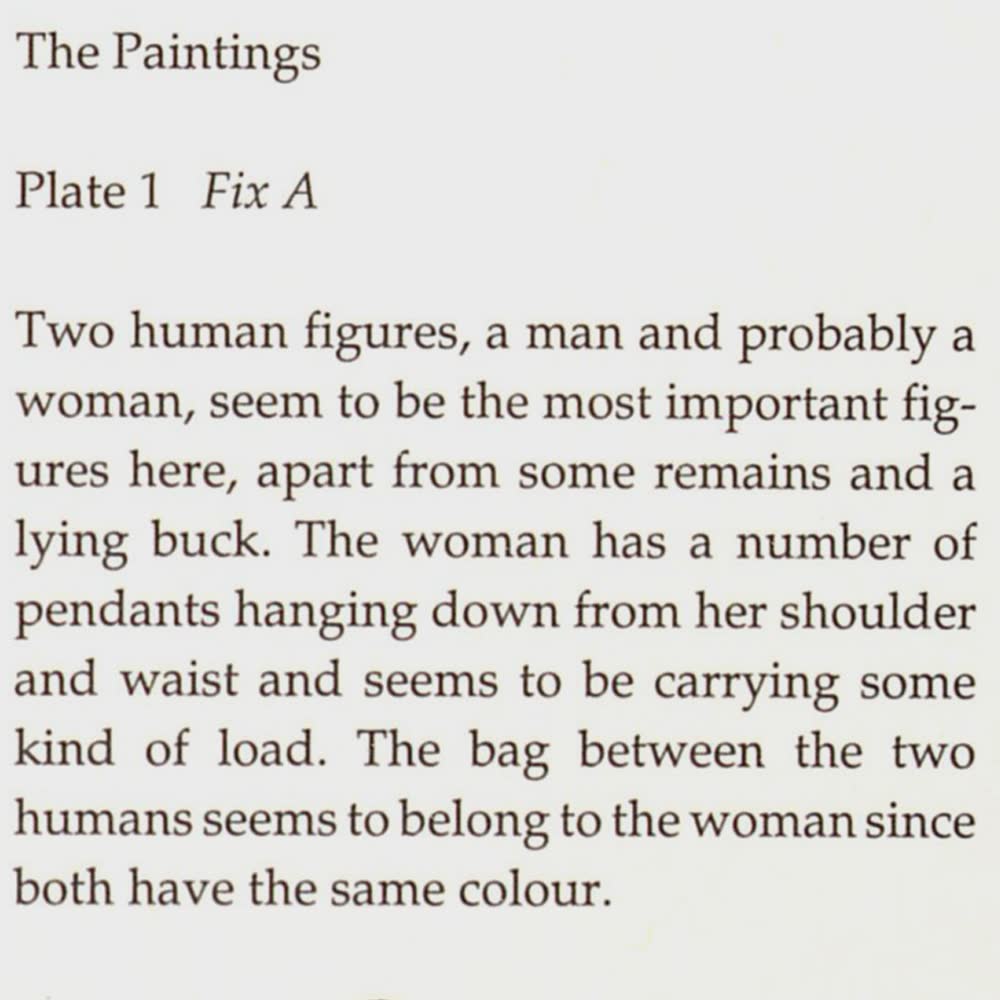 The Paintings
Plate 1 Fix A
Two human figures, a man and probably a
woman, seem to be the most important fig-
ures here, apart from some remains and a
lying buck. The woman has a number of
pendants hanging down from her shoulder
and waist and seems to be carrying some
kind of load. The bag between the two
humans seems to belong to the woman since
both have the same colour.